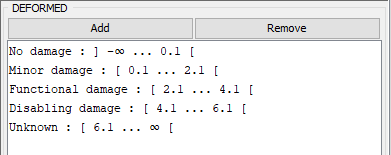 DEFORMED
Add Remove
No damage : ] -∞ ... 0.1 [
Minor damage : [ 0.1 ... 2.1 [
Functional damage : [ 2.1 ... 4.1 [
Disabling damage : [ 4.1 ... 6.1 [
Unknown : [ 6.1 ... ∞ [